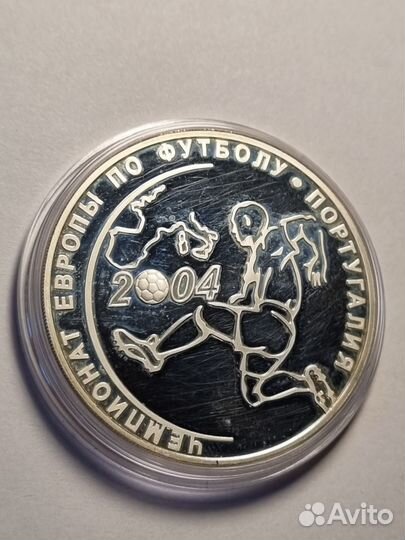 ЧЕМПИОНАТ ЕВРОПЫ ПО ФУТБОЛУ • ПОРТУГАЛИЯ
2004
Avito